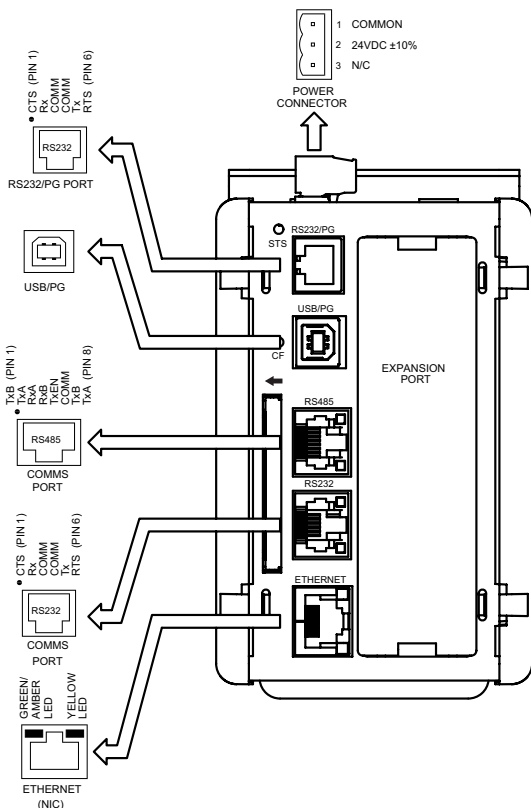 1 COMMON
2 24VDC ±10%
3 N/C
POWER
CONNECTOR
CTS (PIN 1)
Rx
COMM
COMM
Tx
RTS (PIN 6)
RS232
RS232/PG PORT
USB/PG
TxB (PIN 1)
TxA
RxA
RxB
TxEN
COMM
TxB
TxA (PIN 8)
RS485
COMMS
PORT
CTS (PIN 1)
Rx
COMM
COMM
Tx
RTS (PIN 6)
RS232
COMMS
PORT
GREEN/
AMBER
LED
YELLOW
LED
ETHERNET
(NIC)
RS232/PG
STS
USB/PG
CF
RS485
RS232
ETHERNET
EXPANSION
PORT